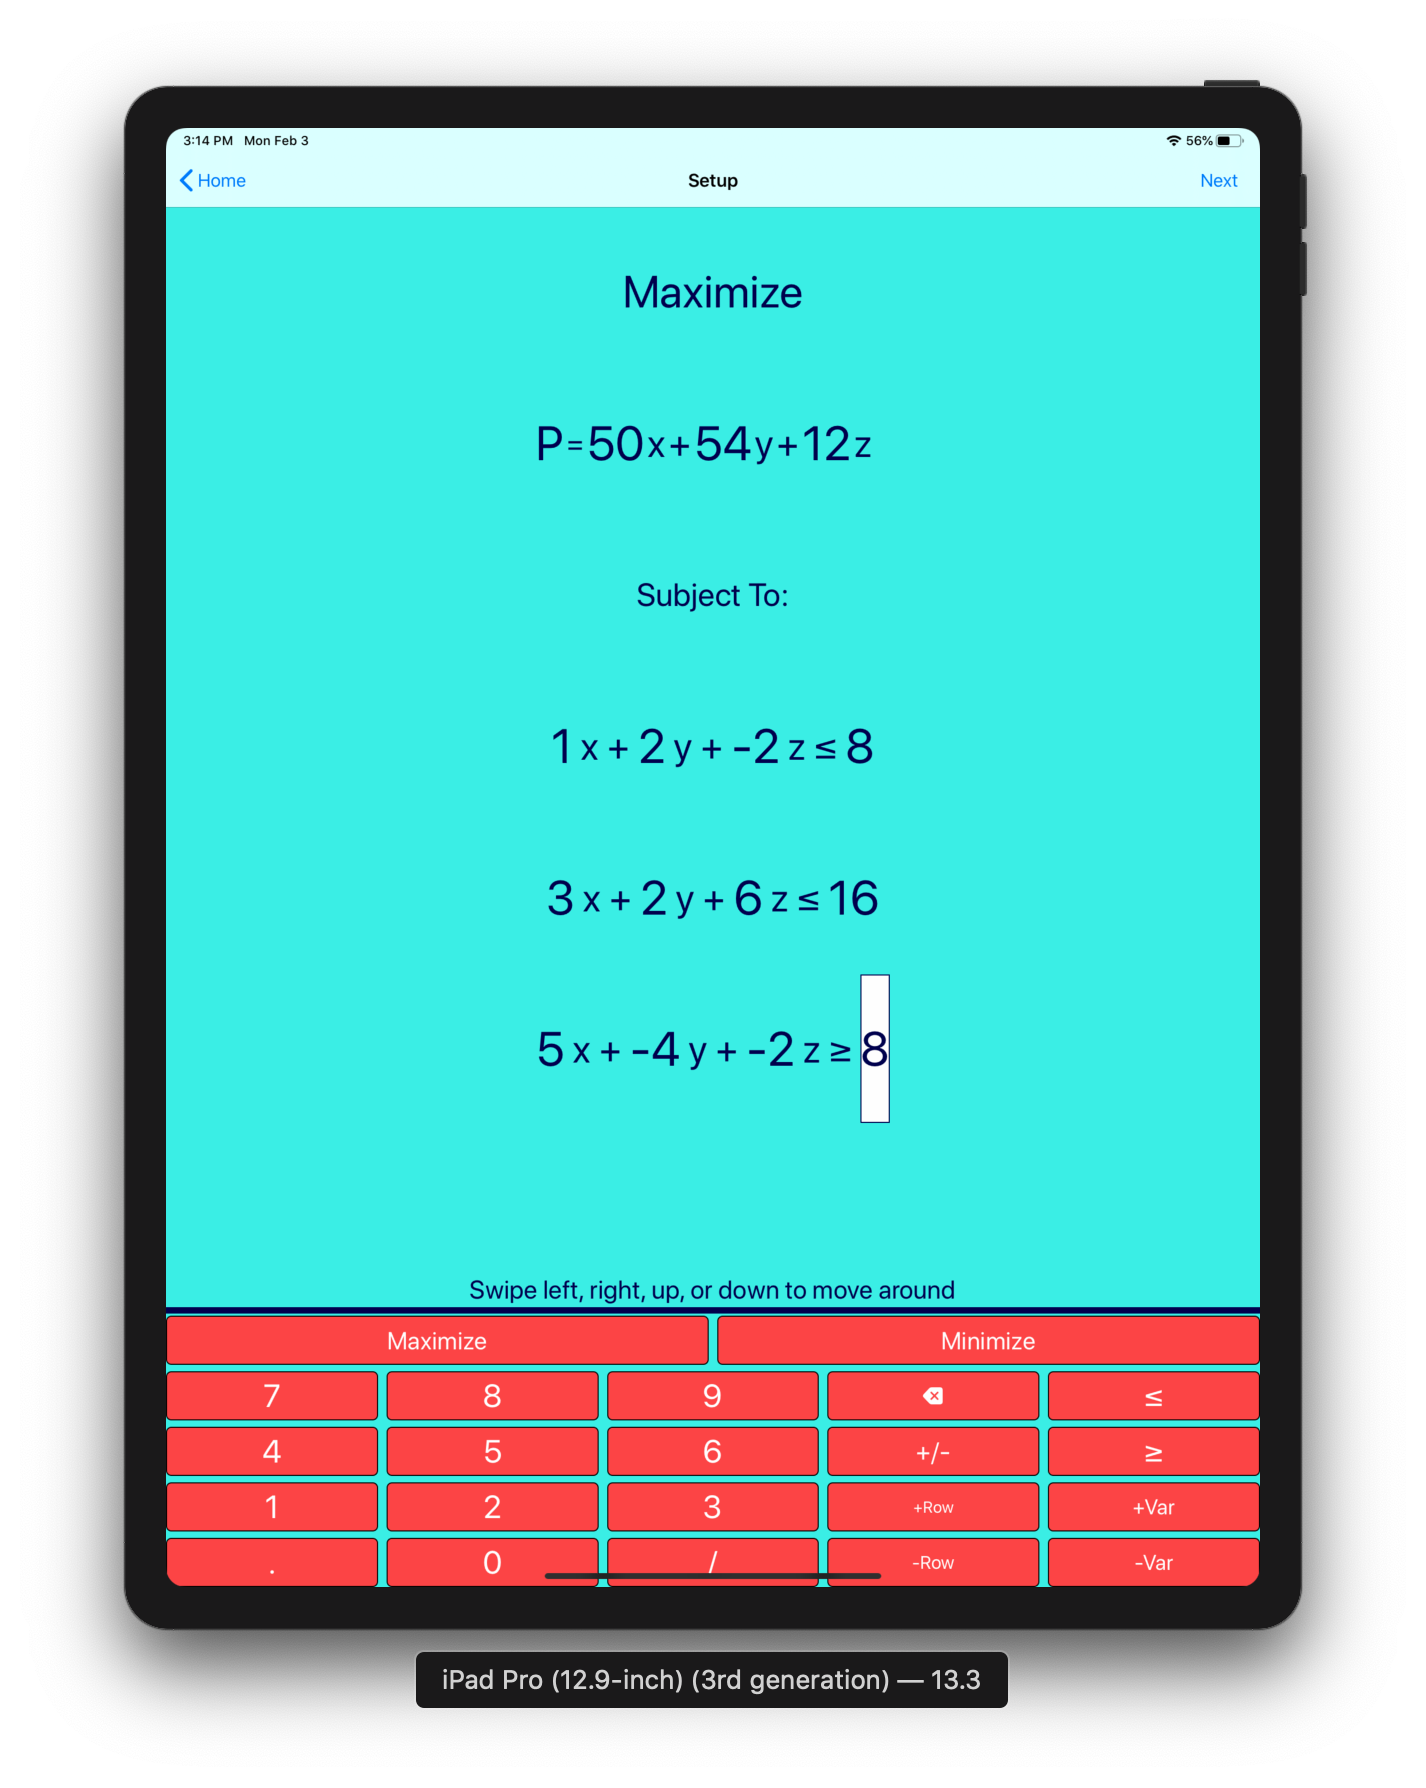 3:14 PM Mon Feb 3 56%
Home Setup Next
Maximize
P=50x+54y+12z
Subject To:
1x+2y+-2z≤8
3x+2y+6z≤16
5x+-4y+-2z≥8
Swipe left, right, up, or down to move around
Maximize Minimize
7 8 9 ≤
4 5 6 +/- ≥
1 2 3 +Row +Var
. 0 / -Row -Var
iPad Pro (12.9-inch) (3rd generation) — 13.3